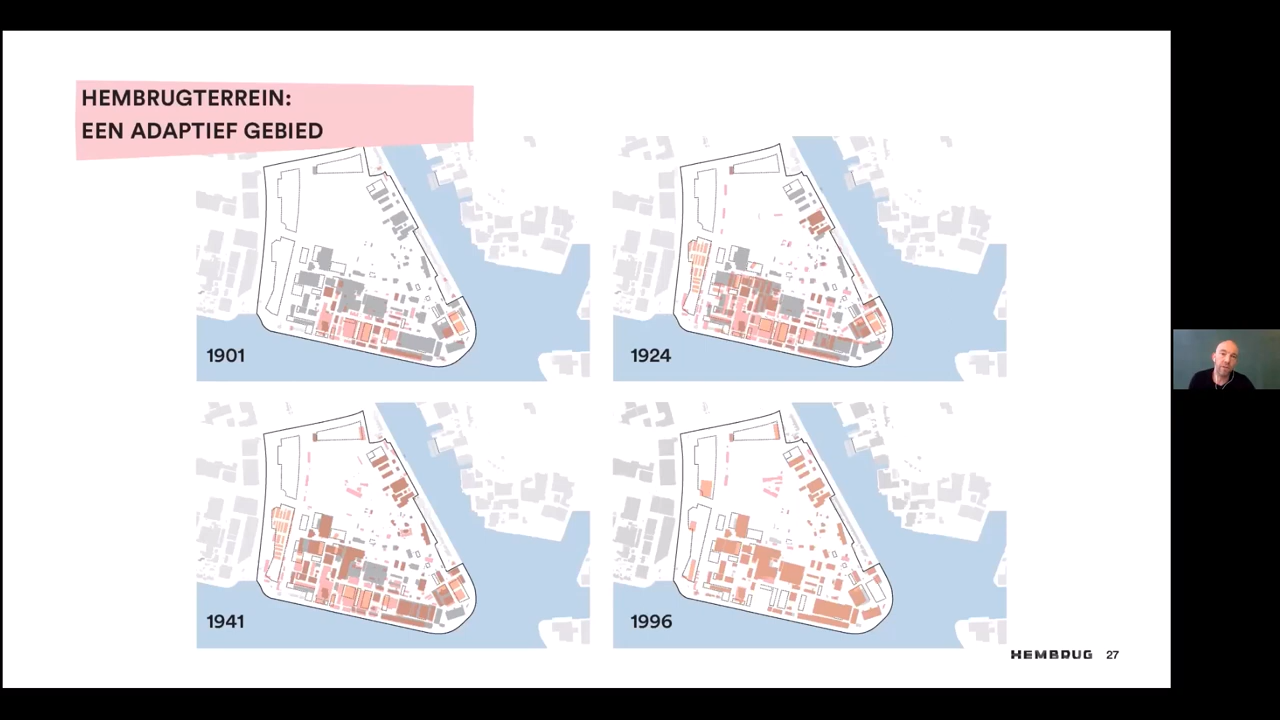 HEMBRUGTERREIN:
EEN ADAPTIEF GEBIED
1901
1924
1941
1996
HEMBRUG 27